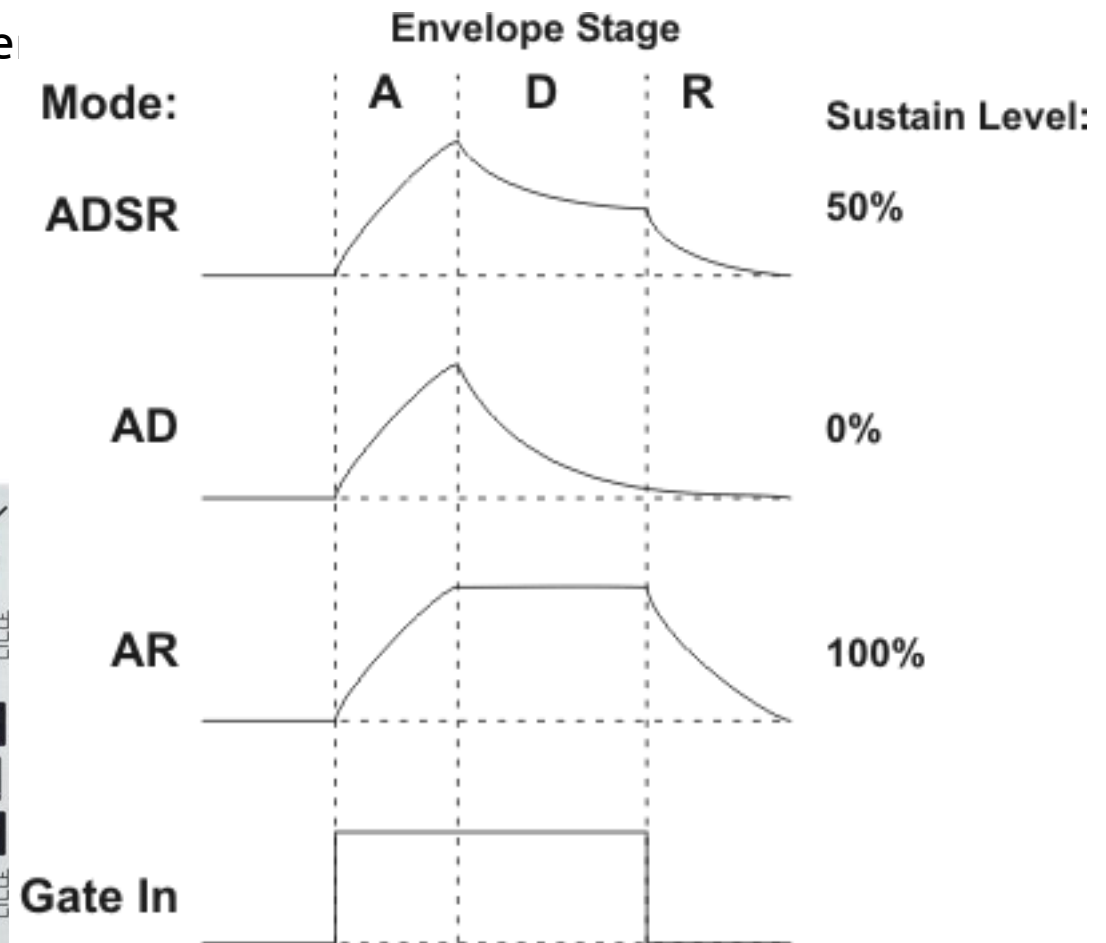 Envelope Stage
Mode:
A D R
Sustain Level:
ADSR
50%
AD
0%
AR
100%
Gate In